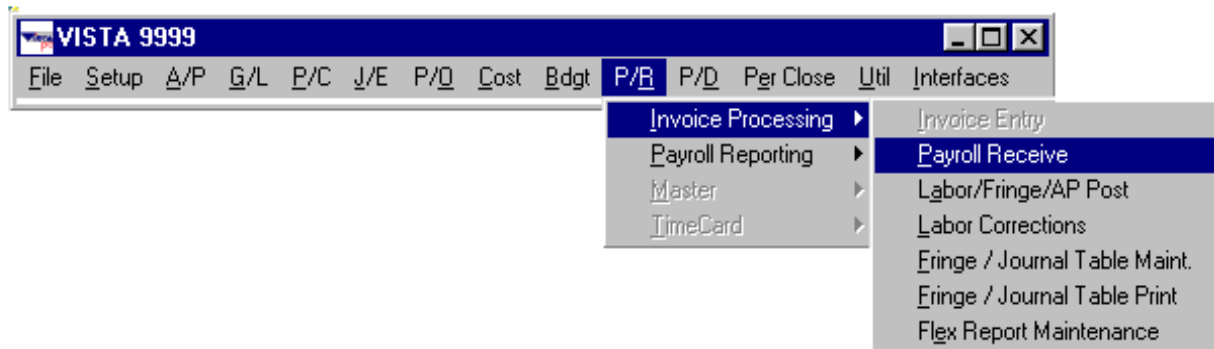 VISTA 9999
File Setup A/P G/L P/C J/E P/O Cost Bdgt P/R P/D Per Close Util Interfaces
Invoice Processing
Payroll Reporting
Master
TimeCard
Invoice Entry
Payroll Receive
Labor/Fringe/AP Post
Labor Corrections
Fringe / Journal Table Maint.
Fringe / Journal Table Print
Flex Report Maintenance